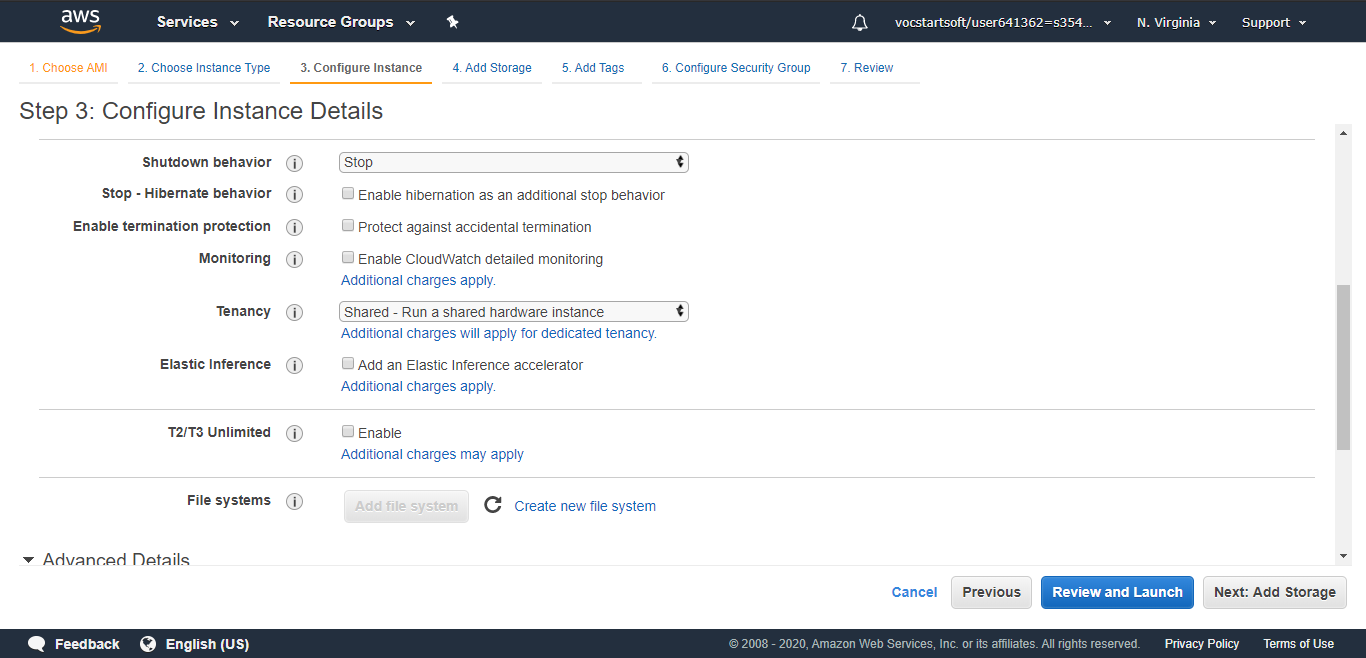 aws Services Resource Groups vocstartsoft/user641362=s354... N. Virginia Support
1. Choose AMI 2. Choose Instance Type 3. Configure Instance 4. Add Storage 5. Add Tags 6. Configure Security Group 7. Review
Step 3: Configure Instance Details
Shutdown behavior i Stop
Stop - Hibernate behavior i Enable hibernation as an additional stop behavior
Enable termination protection i Protect against accidental termination
Monitoring i Enable CloudWatch detailed monitoring
Additional charges apply.
Tenancy i Shared - Run a shared hardware instance
Additional charges will apply for dedicated tenancy.
Elastic Inference i Add an Elastic Inference accelerator
Additional charges apply.
T2/T3 Unlimited i Enable
Additional charges may apply
File systems i Add file system Create new file system
Advanced Details
Cancel Previous Review and Launch Next: Add Storage
Feedback English (US) © 2008 - 2020, Amazon Web Services, Inc. or its affiliates. All rights reserved. Privacy Policy Terms of Use